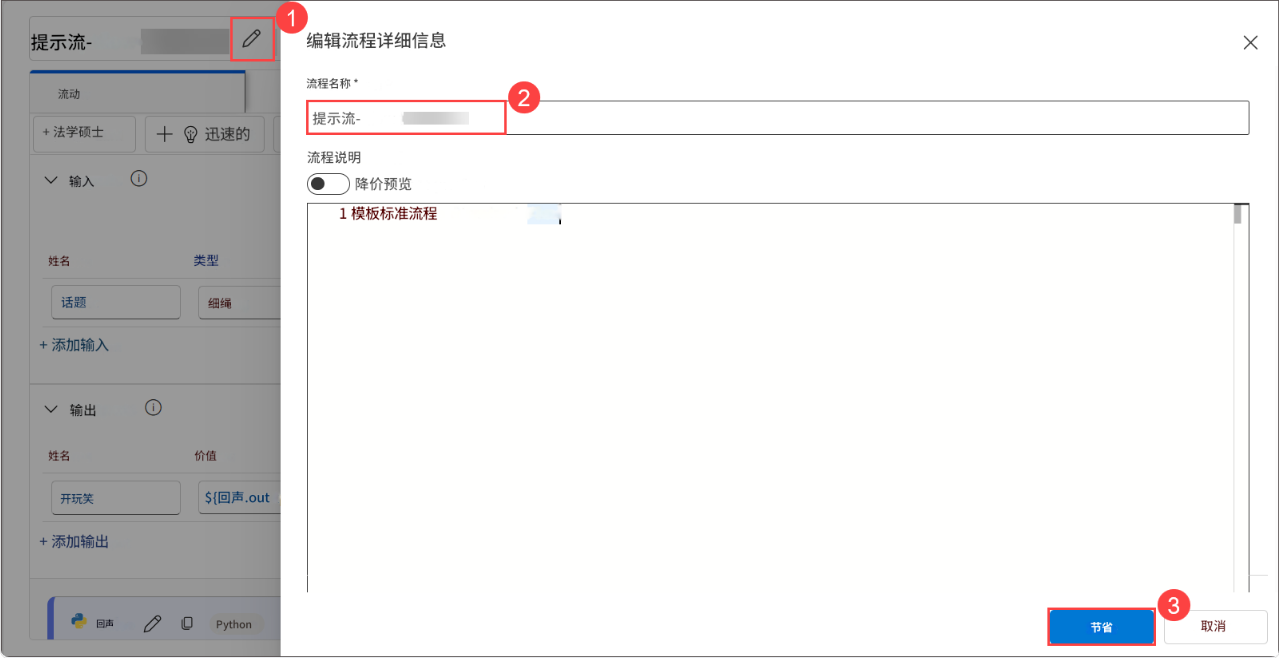 提示流-
1
流动
+ 法学硕士
迅速的
输入
姓名
类型
话题
细绳
+ 添加输入
输出
姓名
价值
开玩笑
${回声.out
+ 添加输出
回声
Python
编辑流程详细信息
流程名称 *
2
提示流-
流程说明
降价预览
1 模板标准流程
3
节省
取消